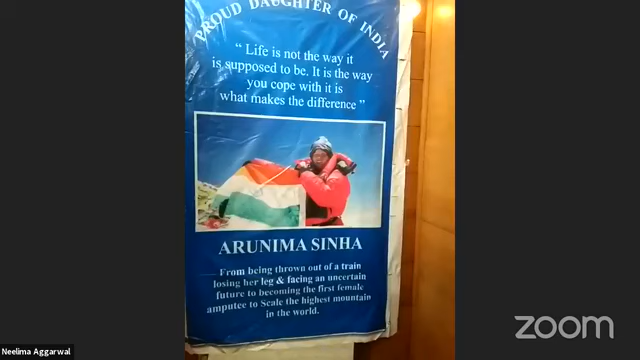 PROUD DAUGHTER OF INDIA
“ Life is not the way it
is supposed to be. It is the way
you cope with it is
what makes the difference ”
ARUNIMA SINHA
From being thrown out of a train
losing her leg & facing an uncertain
future to becoming the first female
amputee to Scale the highest mountain
in the world.
zoom
Neelima Aggarwal